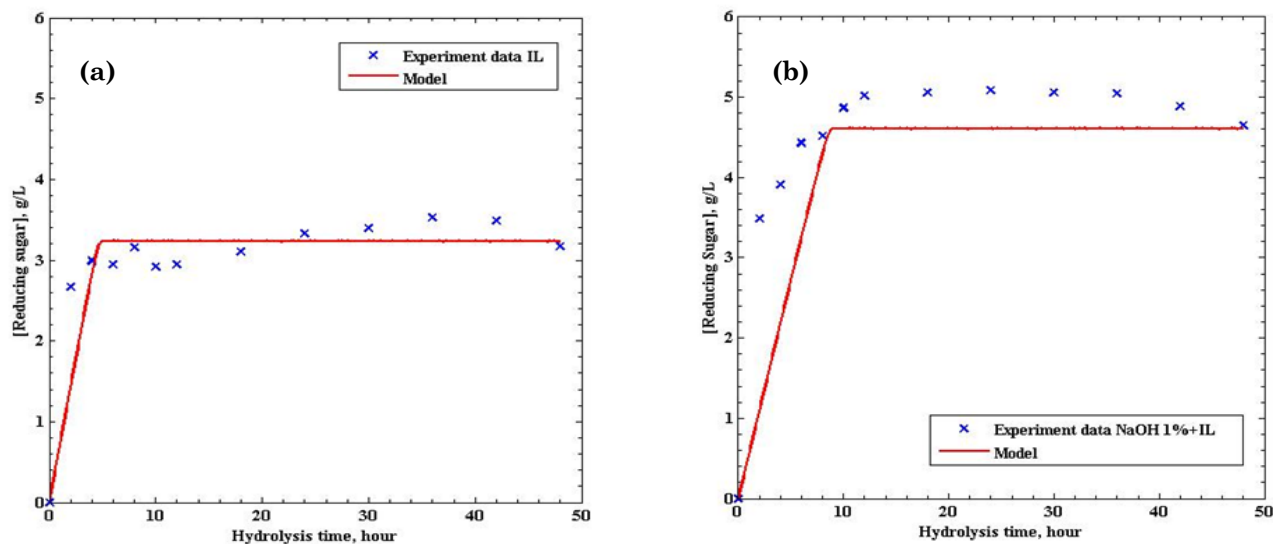 (a)
Experiment data IL
Model
6
5
4
3
2
1
0
[Reducing sugar], g/L
0 10 20 30 40 50
Hydrolysis time, hour
(b)
6
5
4
3
2
1
0
[Reducing Sugar], g/L
Experiment data NaOH 1%+IL
Model
0 10 20 30 40 50
Hydrolysis time, hour